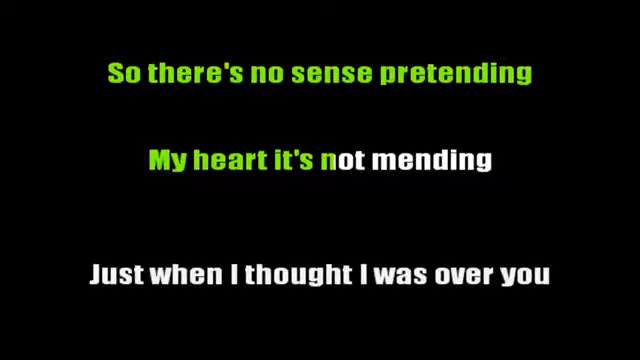 So there's no sense pretending
My heart it's not mending
Just when I thought I was over you